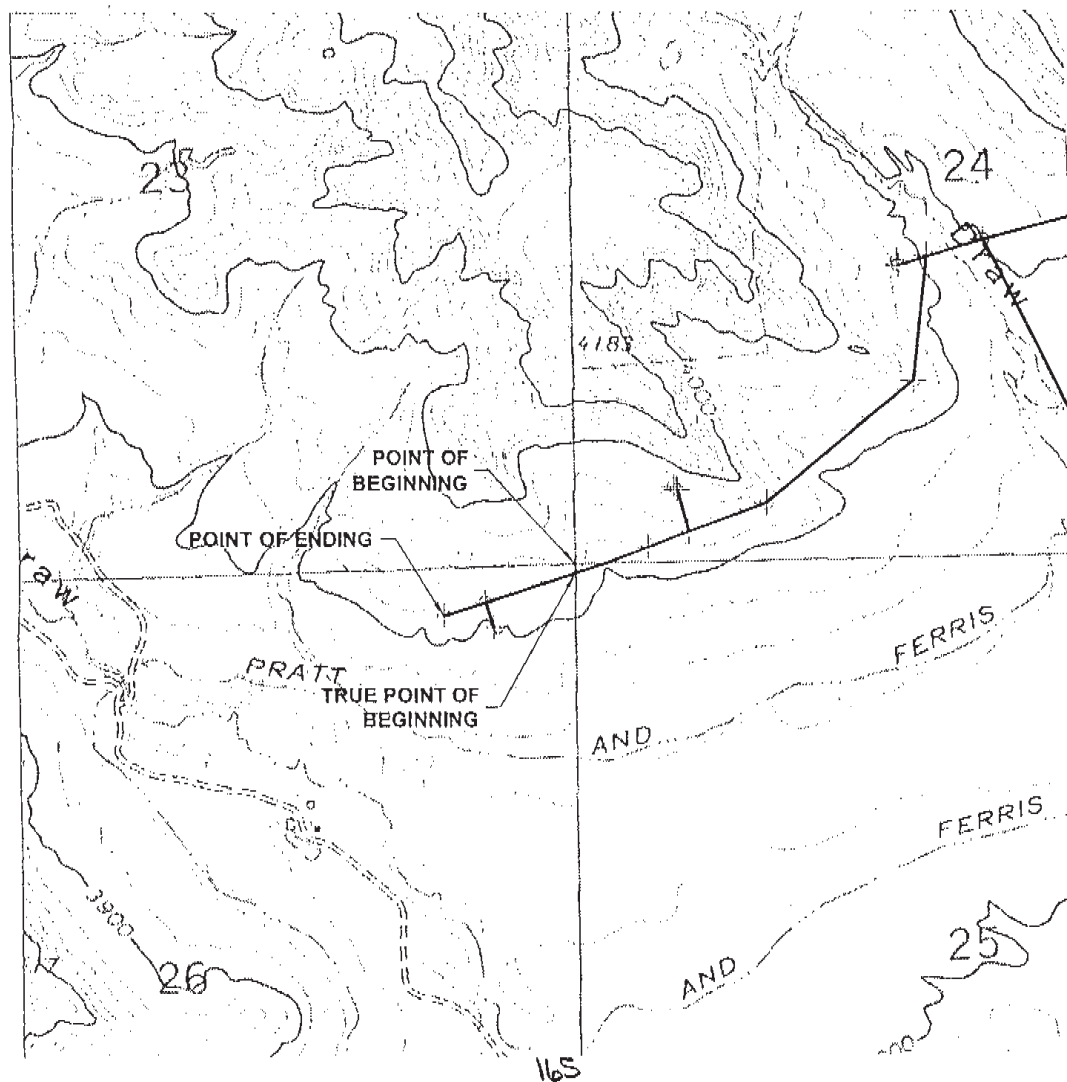 23
24
raw
4183
4000
POINT OF
BEGINNING
POINT OF ENDING
raw
PRATT
FERRIS
TRUE POINT OF
BEGINNING
AND
FERRIS
3900
25
26
AND
165